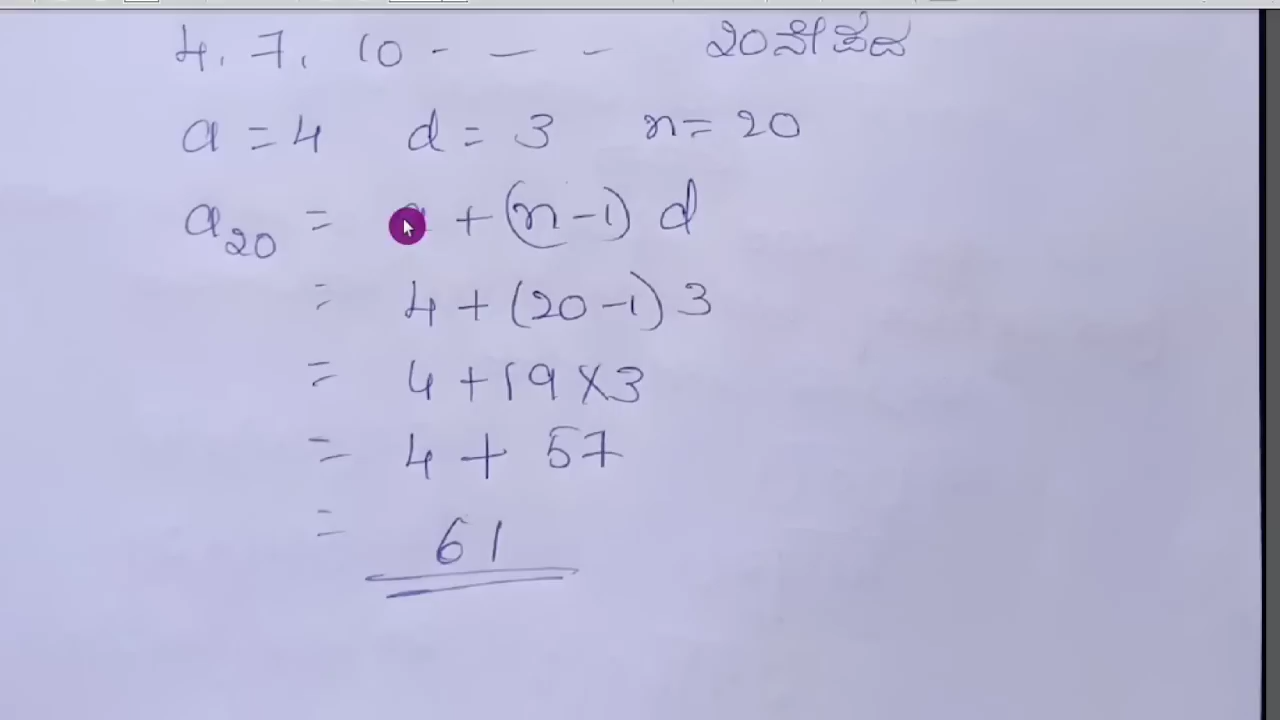 4, 7, 10 - — - 20ನೇ ಪದ
a = 4 d = 3 n = 20
a₂₀ = + (n-1) d
= 4 + (20-1) 3
= 4 + 19 × 3
= 4 + 57
= 61